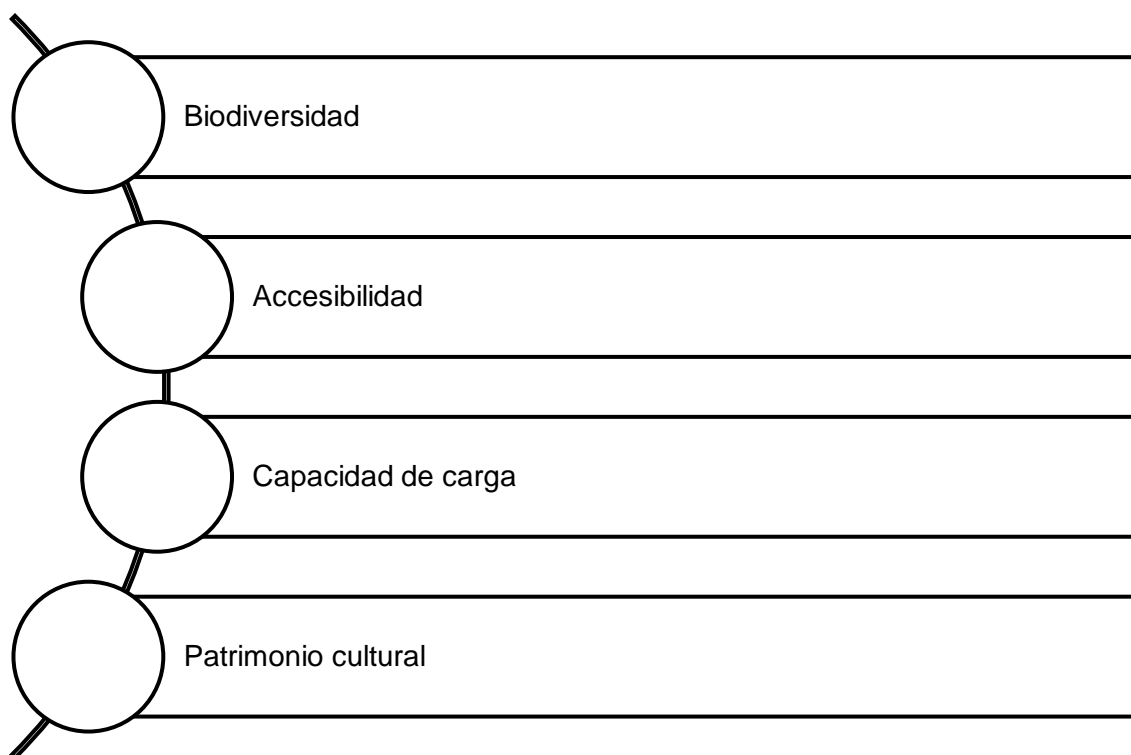 Biodiversidad
Accesibilidad
Capacidad de carga
Patrimonio cultural